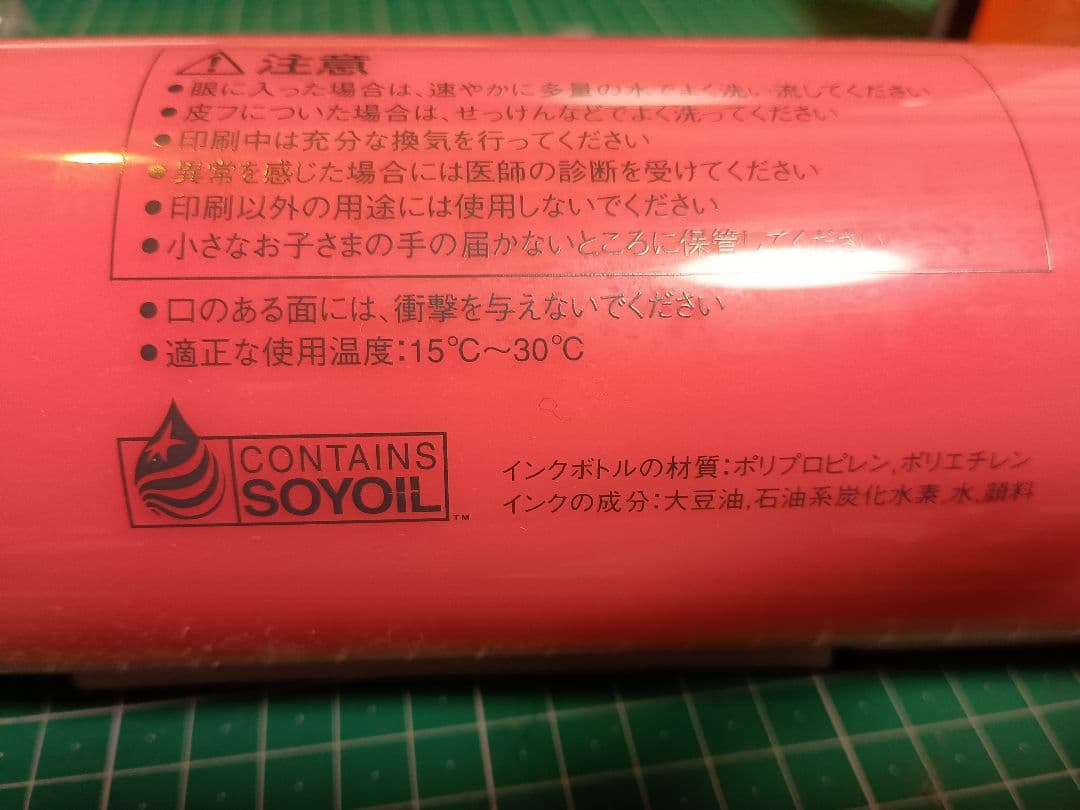 注意
●眼に入った場合は、速やかに多量の水でよく洗い流してください
●皮フについた場合は、せっけんなどでよく洗ってください
●印刷中は充分な換気を行ってください
●異常を感じた場合には医師の診断を受けてください
●印刷以外の用途には使用しないでください
●小さなお子さまの手の届かないところに保管してください
●口のある面には、衝撃を与えないでください
●適正な使用温度:15℃〜30℃
CONTAINS
SOYOIL™
インクボトルの材質:ポリプロピレン,ポリエチレン
インクの成分:大豆油,石油系炭化水素,水,顔料